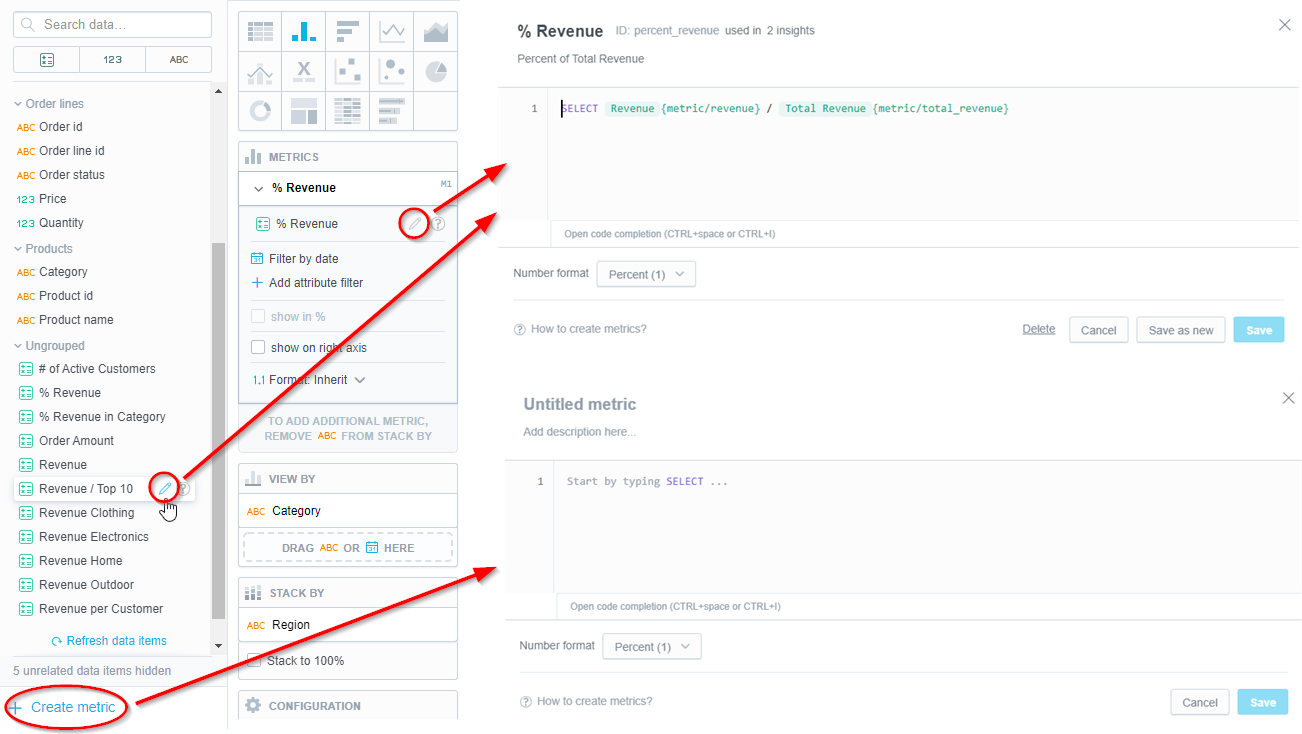 Search data...
123
ABC
Order lines
ABC Order id
ABC Order line id
ABC Order status
123 Price
123 Quantity
Products
ABC Category
ABC Product id
ABC Product name
Ungrouped
# of Active Customers
% Revenue
% Revenue in Category
Order Amount
Revenue
Revenue / Top 10
Revenue Clothing
Revenue Electronics
Revenue Home
Revenue Outdoor
Revenue per Customer
Refresh data items
5 unrelated data items hidden
+ Create metric
METRICS
% Revenue M1
% Revenue
Filter by date
+ Add attribute filter
show in %
show on right axis
1.1 Format: Inherit
TO ADD ADDITIONAL METRIC,
REMOVE ABC FROM STACK BY
VIEW BY
ABC Category
DRAG ABC OR HERE
STACK BY
ABC Region
Stack to 100%
CONFIGURATION
% Revenue ID: percent_revenue used in 2 insights
Percent of Total Revenue
1 SELECT Revenue {metric/revenue} / Total Revenue {metric/total_revenue}
Open code completion (CTRL+space or CTRL+I)
Number format Percent (1)
How to create metrics? Delete Cancel Save as new Save
Untitled metric
Add description here...
1 Start by typing SELECT ...
Open code completion (CTRL+space or CTRL+I)
Number format Percent (1)
How to create metrics? Cancel Save